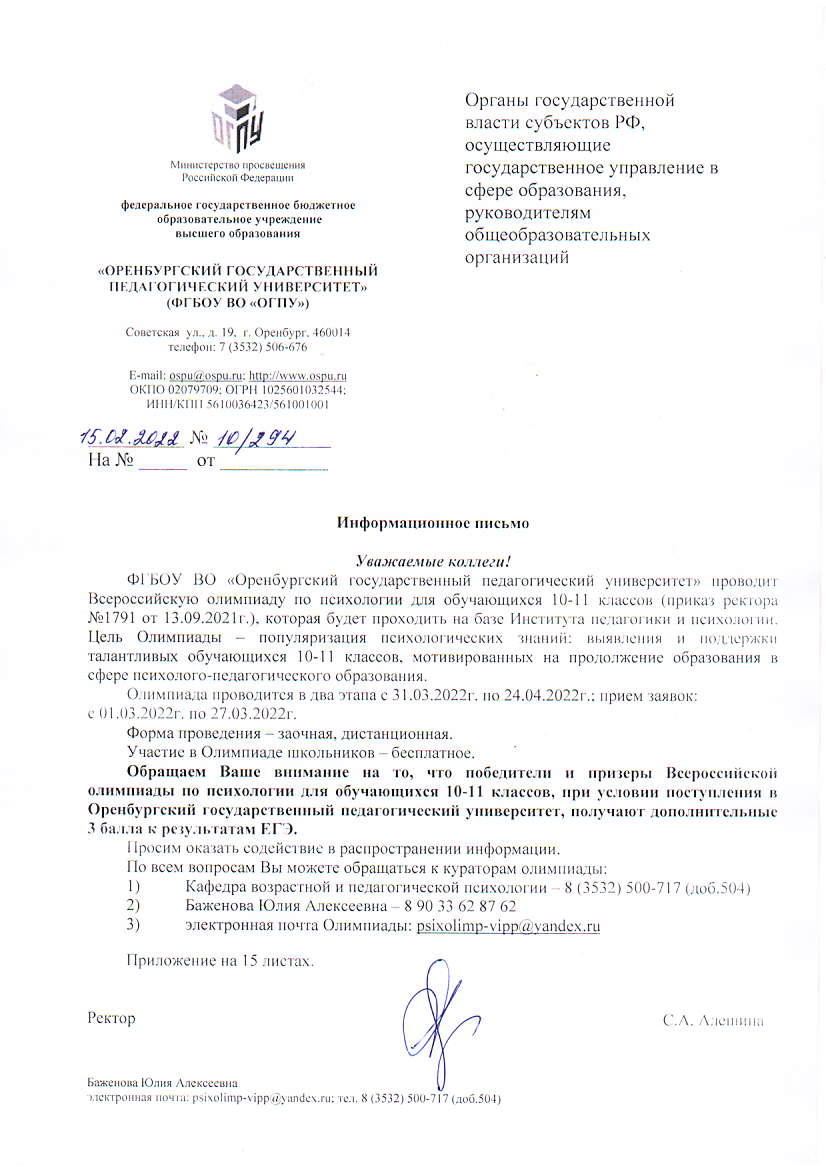 ОГПУ
Министерство просвещения
Российской Федерации
федеральное государственное бюджетное
образовательное учреждение
высшего образования
«ОРЕНБУРГСКИЙ ГОСУДАРСТВЕННЫЙ
ПЕДАГОГИЧЕСКИЙ УНИВЕРСИТЕТ»
(ФГБОУ ВО «ОГПУ»)
Советская ул., д. 19, г. Оренбург, 460014
телефон: 7 (3532) 506-676
E-mail: ospu@ospu.ru; http://www.ospu.ru
ОКПО 02079709; ОГРН 1025601032544;
ИНН/КПП 5610036423/561001001
15.02.2022 № 10/294
На № ______ от ____________
Органы государственной
власти субъектов РФ,
осуществляющие
государственное управление в
сфере образования,
руководителям
общеобразовательных
организаций
Информационное письмо
Уважаемые коллеги!
ФГБОУ ВО «Оренбургский государственный педагогический университет» проводит
Всероссийскую олимпиаду по психологии для обучающихся 10-11 классов (приказ ректора
№1791 от 13.09.2021г.), которая будет проходить на базе Института педагогики и психологии.
Цель Олимпиады – популяризация психологических знаний; выявления и поддержки
талантливых обучающихся 10-11 классов, мотивированных на продолжение образования в
сфере психолого-педагогического образования.
Олимпиада проводится в два этапа с 31.03.2022г. по 24.04.2022г.; прием заявок:
с 01.03.2022г. по 27.03.2022г.
Форма проведения – заочная, дистанционная.
Участие в Олимпиаде школьников – бесплатное.
Обращаем Ваше внимание на то, что победители и призеры Всероссийской
олимпиады по психологии для обучающихся 10-11 классов, при условии поступления в
Оренбургский государственный педагогический университет, получают дополнительные
3 балла к результатам ЕГЭ.
Просим оказать содействие в распространении информации.
По всем вопросам Вы можете обращаться к кураторам олимпиады:
1) Кафедра возрастной и педагогической психологии – 8 (3532) 500-717 (доб.504)
2) Баженова Юлия Алексеевна – 8 90 33 62 87 62
3) электронная почта Олимпиады: psixolimp-vipp@yandex.ru
Приложение на 15 листах.
Ректор С.А. Алешина
Баженова Юлия Алексеевна
электронная почта: psixolimp-vipp@yandex.ru; тел. 8 (3532) 500-717 (доб.504)